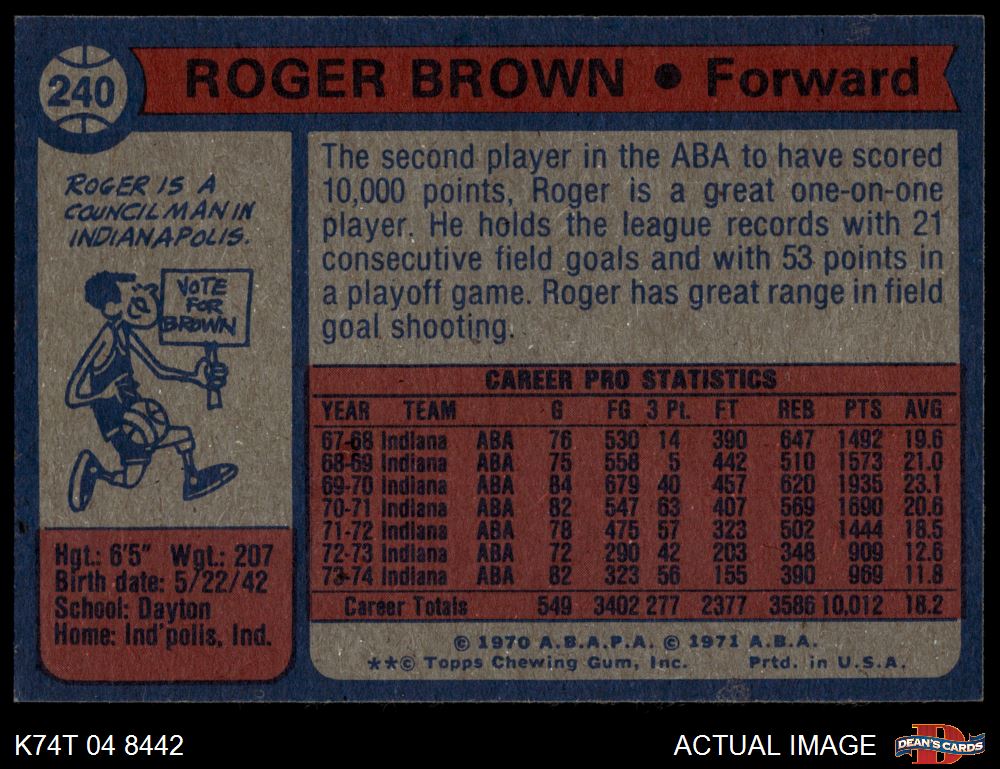 240
ROGER BROWN • Forward
ROGER IS A
COUNCILMAN IN
INDIANAPOLIS.
VOTE
FOR
BROWN
Hgt.: 6'5" Wgt.: 207
Birth date: 5/22/42
School: Dayton
Home: Ind'polis, Ind.
The second player in the ABA to have scored
10,000 points, Roger is a great one-on-one
player. He holds the league records with 21
consecutive field goals and with 53 points in
a playoff game. Roger has great range in field
goal shooting.
CAREER PRO STATISTICS
YEAR TEAM G FG 3 Pt. FT REB PTS AVG
67-68 Indiana ABA 76 530 14 390 647 1492 19.6
68-69 Indiana ABA 75 558 5 442 510 1573 21.0
69-70 Indiana ABA 84 679 40 457 620 1935 23.1
70-71 Indiana ABA 82 547 63 407 569 1690 20.6
71-72 Indiana ABA 78 475 57 323 502 1444 18.5
72-73 Indiana ABA 72 290 42 203 348 909 12.6
73-74 Indiana ABA 82 323 56 155 390 969 11.8
Career Totals 549 3402 277 2377 3586 10,012 18.2
© 1970 A.B.A.P.A. © 1971 A.B.A.
**© Topps Chewing Gum, Inc. Prtd. in U.S.A.
K74T 04 8442
ACTUAL IMAGE
D
DEAN'S CARDS